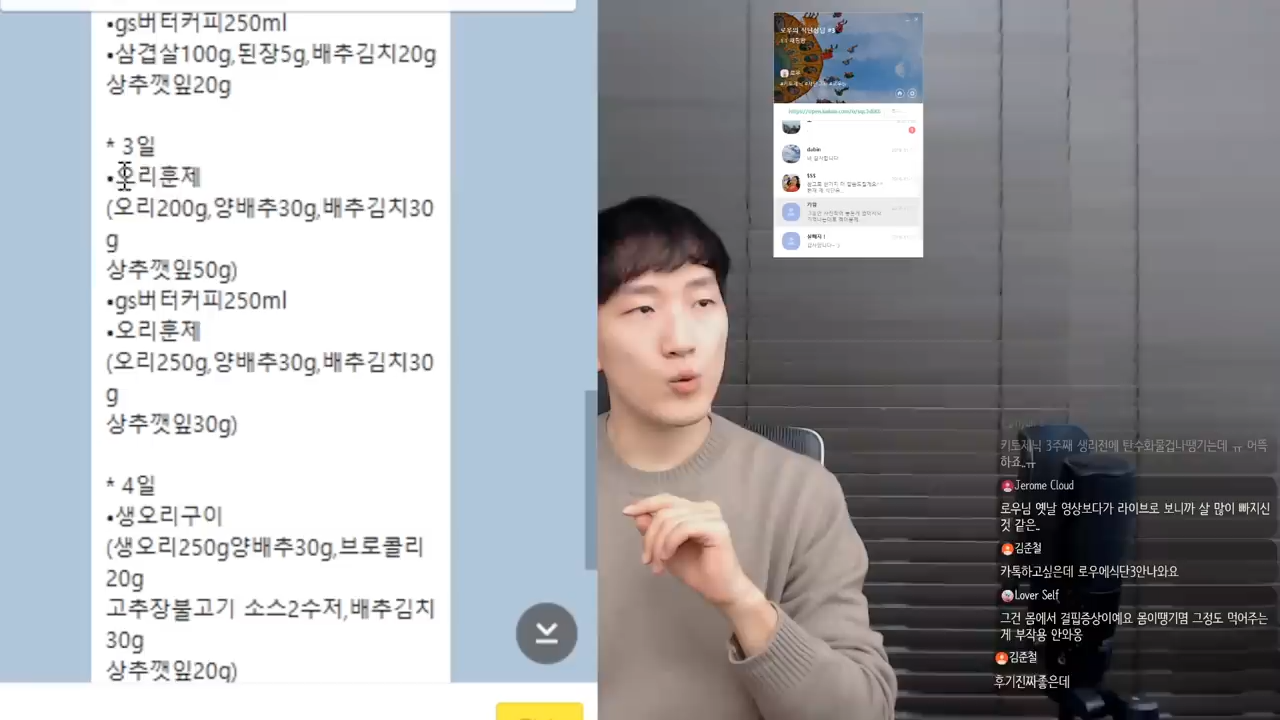 •gs버터커피250ml
•삼겹살100g,된장5g,배추김치20g
상추깻잎20g
* 3일
•오리훈제
(오리200g,양배추30g,배추김치30
g
상추깻잎50g)
•gs버터커피250ml
•오리훈제
(오리250g,양배추30g,배추김치30
g
상추깻잎30g)
* 4일
•생오리구이
(생오리250g양배추30g,브로콜리
20g
고추장불고기 소스2수저,배추김치
30g
상추깻잎20g)
로우
dabin
네 감사합니다
$$$
키토제닉 3주째 생리전에 탄수화물겁나땡기는데 ㅠ 어뜩
하죠..ㅠ
Jerome Cloud
로우님 옛날 영상보다가 라이브로 보니까 살 많이 빠지신
것 같은..
김준철
카톡하고싶은데 로우에식단3안나와요
Lover Self
그건 몸에서 결핍증상이예요 몸이땡기몀 그정도 먹어주는
게 부작용 안와옹
김준철
후기진짜좋은데